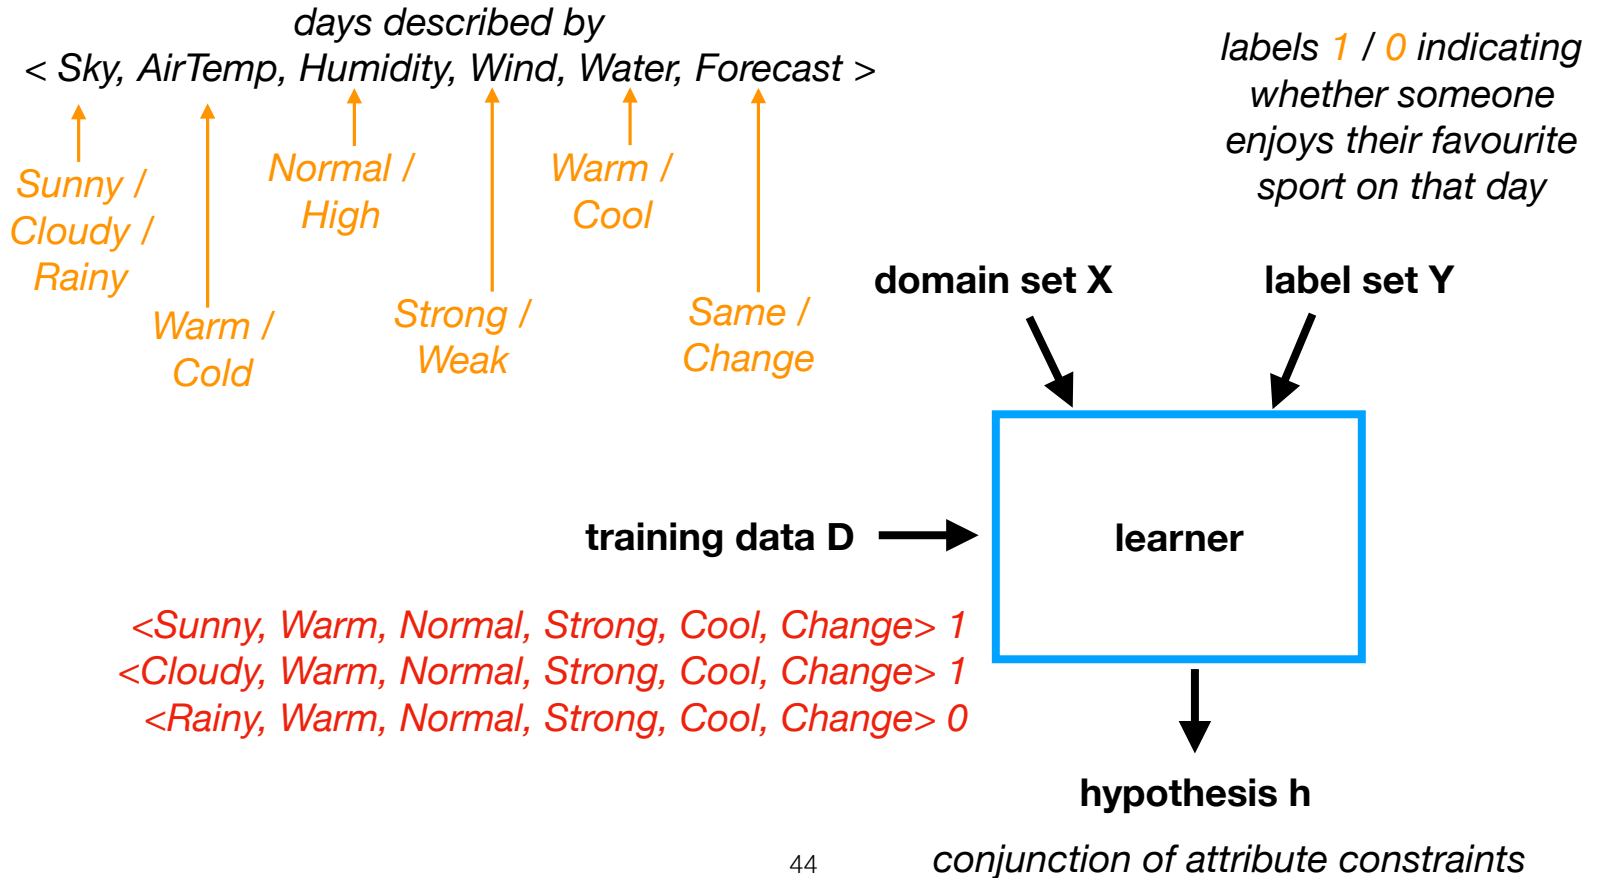 days described by
< Sky, AirTemp, Humidity, Wind, Water, Forecast >
Sunny /
Cloudy /
Rainy
Warm /
Cold
Normal /
High
Strong /
Weak
Warm /
Cool
Same /
Change
labels 1 / 0 indicating
whether someone
enjoys their favourite
sport on that day
domain set X
label set Y
training data D
learner
<Sunny, Warm, Normal, Strong, Cool, Change> 1
<Cloudy, Warm, Normal, Strong, Cool, Change> 1
<Rainy, Warm, Normal, Strong, Cool, Change> 0
hypothesis h
conjunction of attribute constraints
44